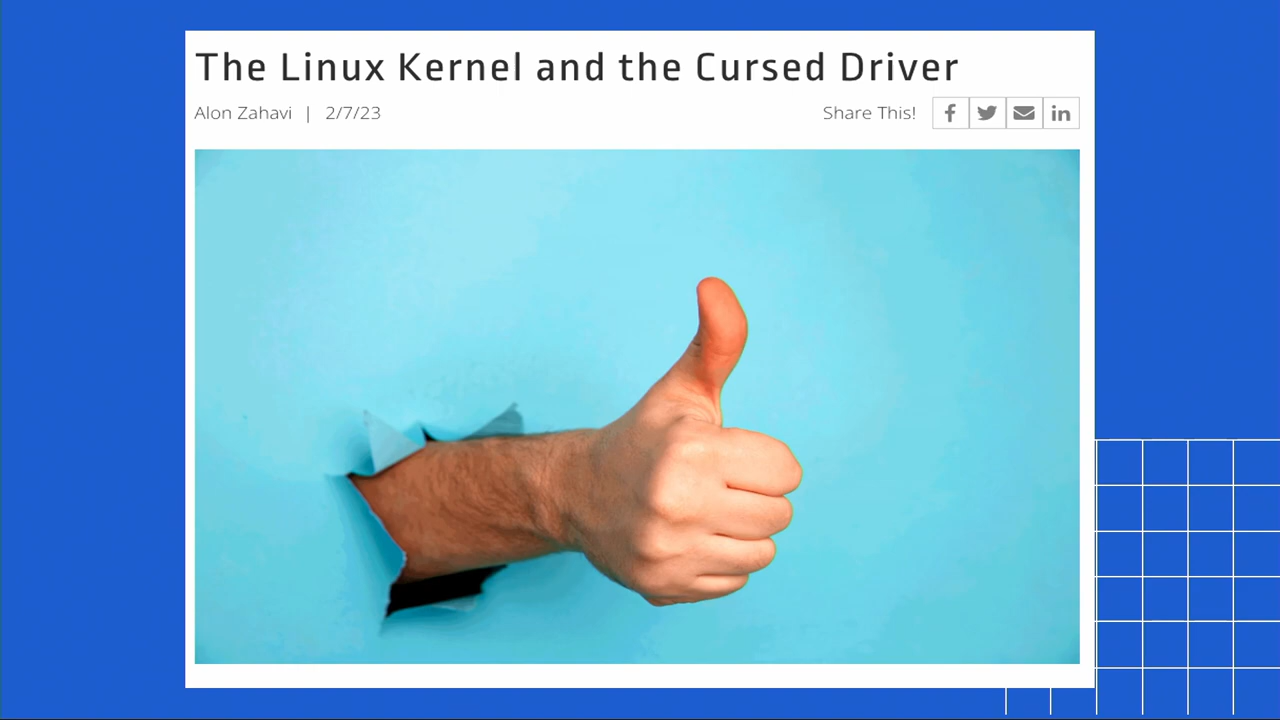 The Linux Kernel and the Cursed Driver
Alon Zahavi | 2/7/23 Share This!